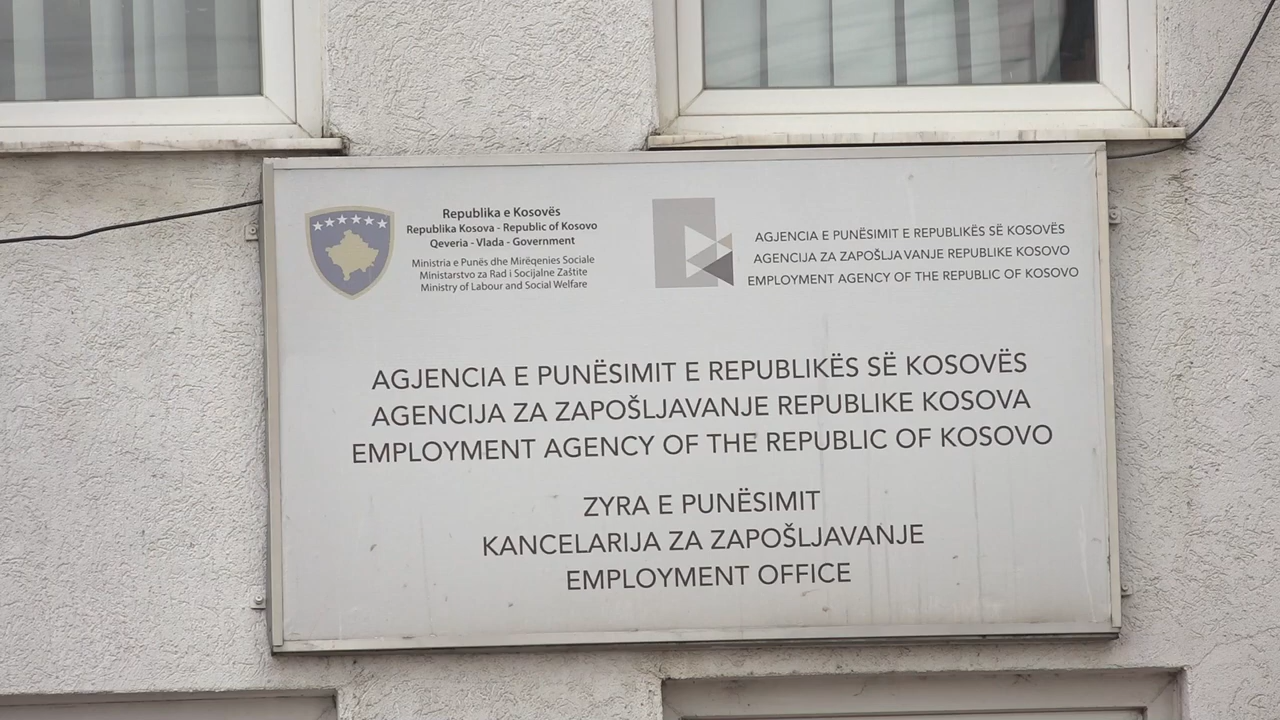 Republika e Kosovës
Republika Kosova - Republic of Kosovo
Qeveria - Vlada - Government
Ministria e Punës dhe Mirëqenies Sociale
Ministarstvo za Rad i Socijalne Zaštite
Ministry of Labour and Social Welfare
AGJENCIA E PUNËSIMIT E REPUBLIKËS SË KOSOVËS
AGENCIJA ZA ZAPOŠLJAVANJE REPUBLIKE KOSOVO
EMPLOYMENT AGENCY OF THE REPUBLIC OF KOSOVO
AGJENCIA E PUNËSIMIT E REPUBLIKËS SË KOSOVËS
AGENCIJA ZA ZAPOŠLJAVANJE REPUBLIKE KOSOVA
EMPLOYMENT AGENCY OF THE REPUBLIC OF KOSOVO
ZYRA E PUNËSIMIT
KANCELARIJA ZA ZAPOŠLJAVANJE
EMPLOYMENT OFFICE